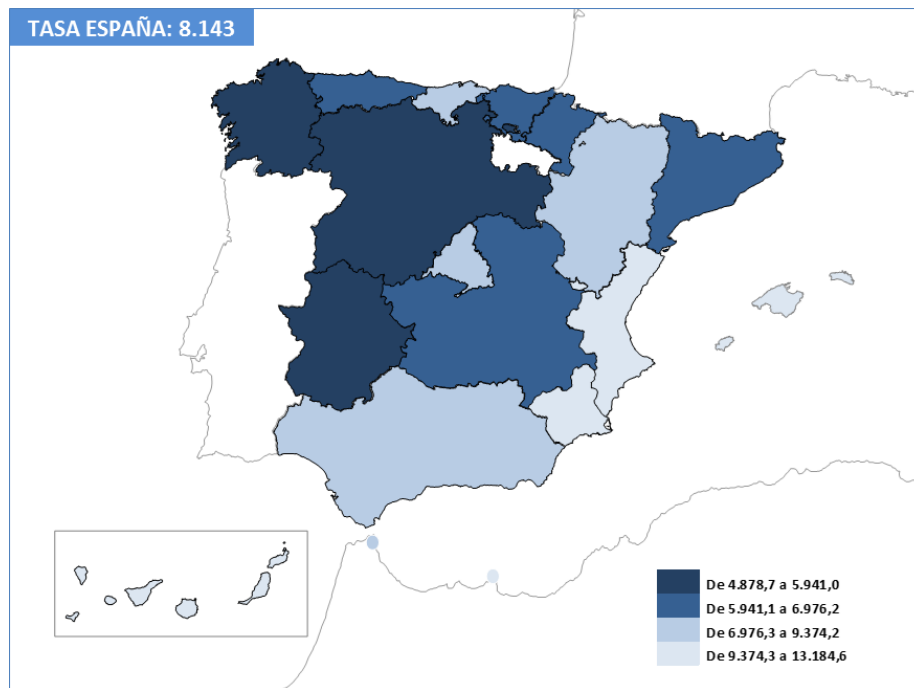 TASA ESPAÑA: 8.143
De 4.878,7 a 5.941,0
De 5.941,1 a 6.976,2
De 6.976,3 a 9.374,2
De 9.374,3 a 13.184,6